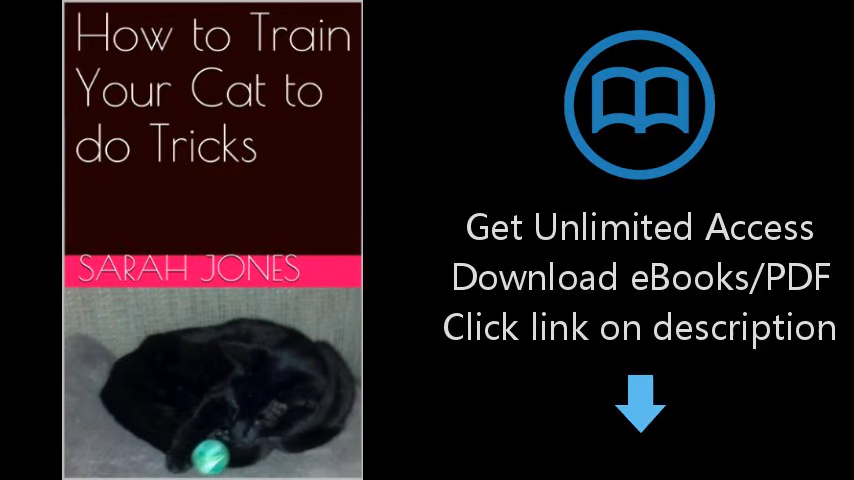 How to Train
Your Cat to
do Tricks
SARAH JONES
Get Unlimited Access
Download eBooks/PDF
Click link on description